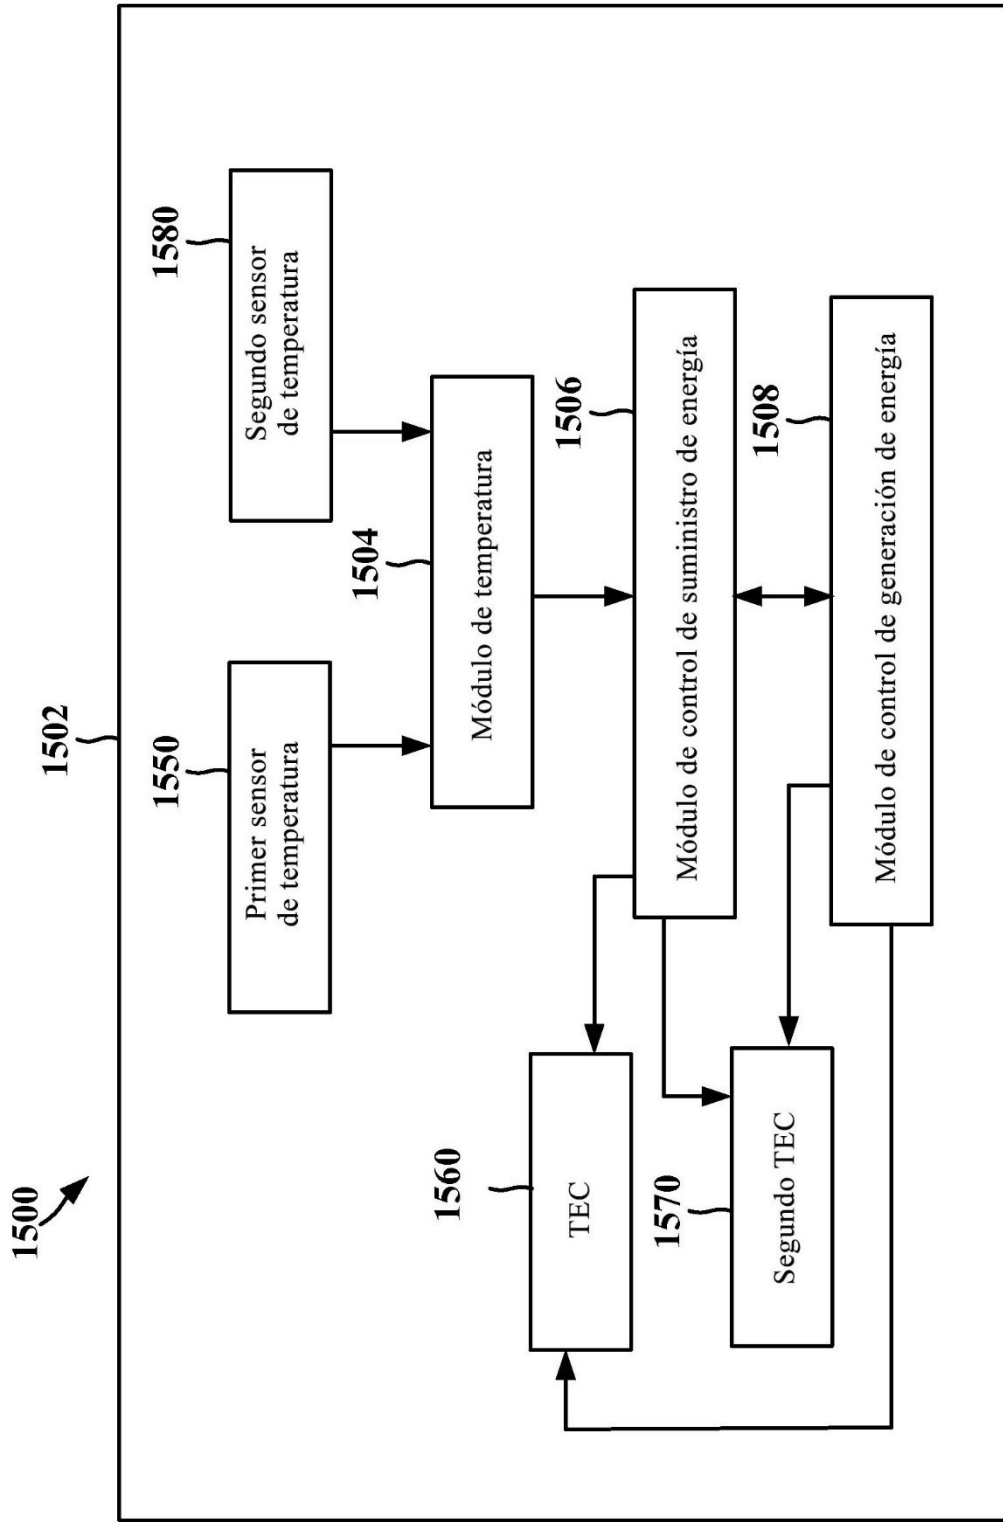 1500
1502
1550
Primer sensor
de temperatura
1580
Segundo sensor
de temperatura
1504
Módulo de temperatura
1560
TEC
1506
Módulo de control de suministro de energía
1570
Segundo TEC
1508
Módulo de control de generación de energía